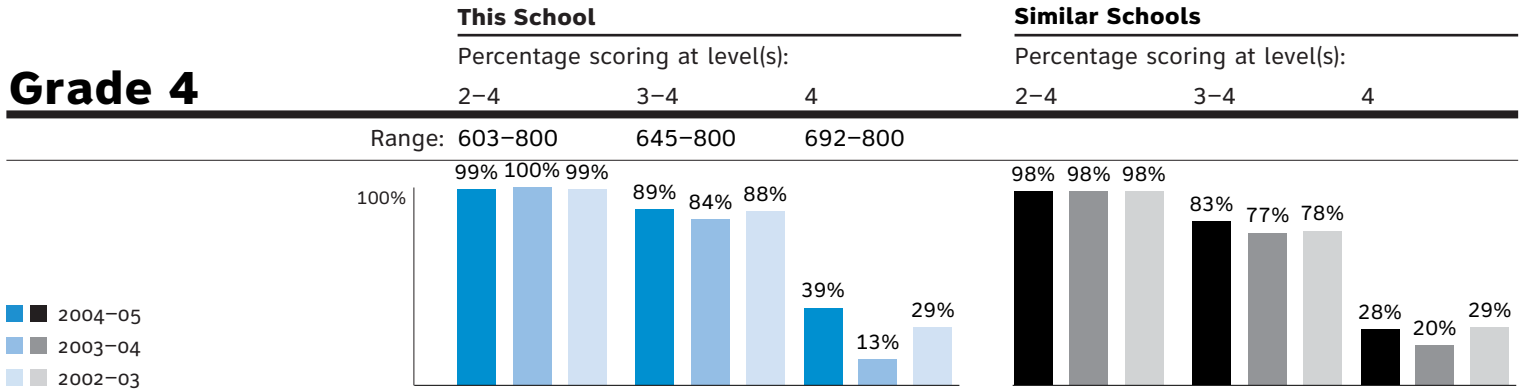 This School
Similar Schools
Percentage scoring at level(s):
Percentage scoring at level(s):
Grade 4
2–4 3–4 4
2–4 3–4 4
Range: 603–800 645–800 692–800
100%
99% 100% 99%
89% 84% 88%
39% 13% 29%
98% 98% 98%
83% 77% 78%
28% 20% 29%
2004–05
2003–04
2002–03